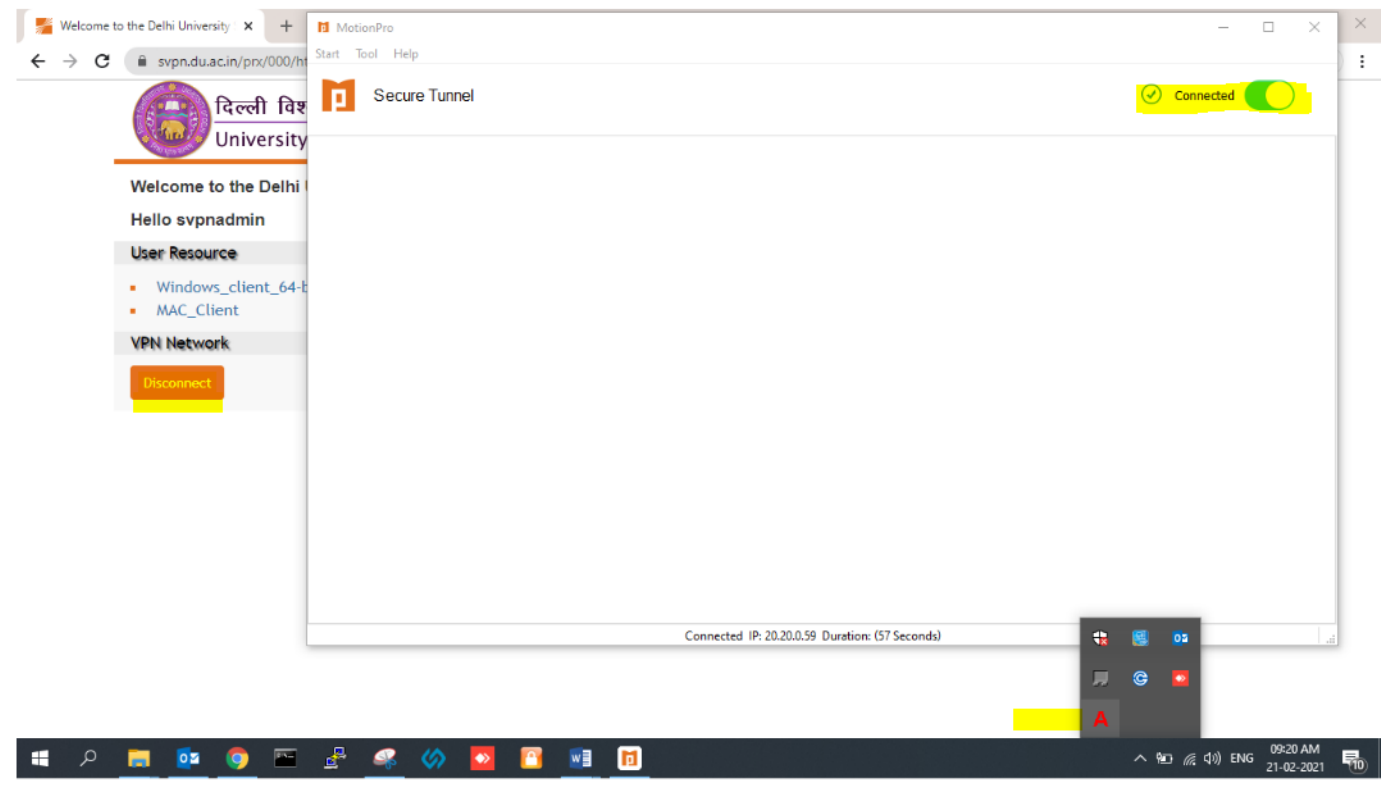 Welcome to the Delhi University
svpn.du.ac.in/prx/000/h
दिल्ली विश
University
Welcome to the Delhi
Hello svpnadmin
User Resource
Windows_client_64-b
MAC_Client
VPN Network
Disconnect
MotionPro
Start Tool Help
Secure Tunnel
Connected
Connected IP: 20.20.0.59 Duration: (57 Seconds)
A
ENG
09:20 AM
21-02-2021
10